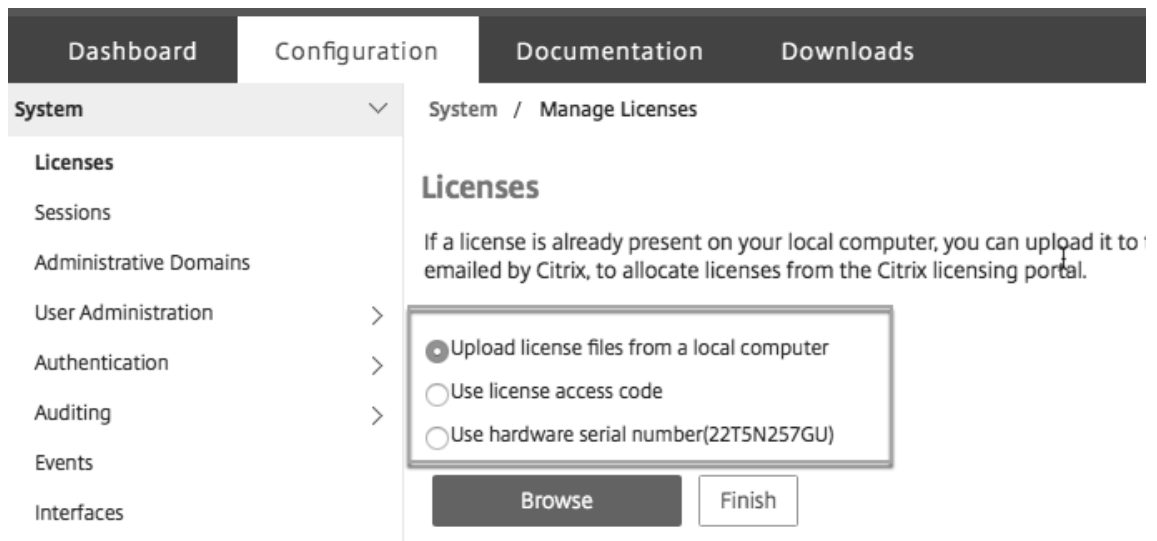 Dashboard
Configuration
Documentation
Downloads
System
System / Manage Licenses
Licenses
Sessions
Administrative Domains
User Administration
Authentication
Auditing
Events
Interfaces
Licenses
If a license is already present on your local computer, you can upload it to
emailed by Citrix, to allocate licenses from the Citrix licensing portal.
Upload license files from a local computer
Use license access code
Use hardware serial number(22T5N257GU)
Browse
Finish